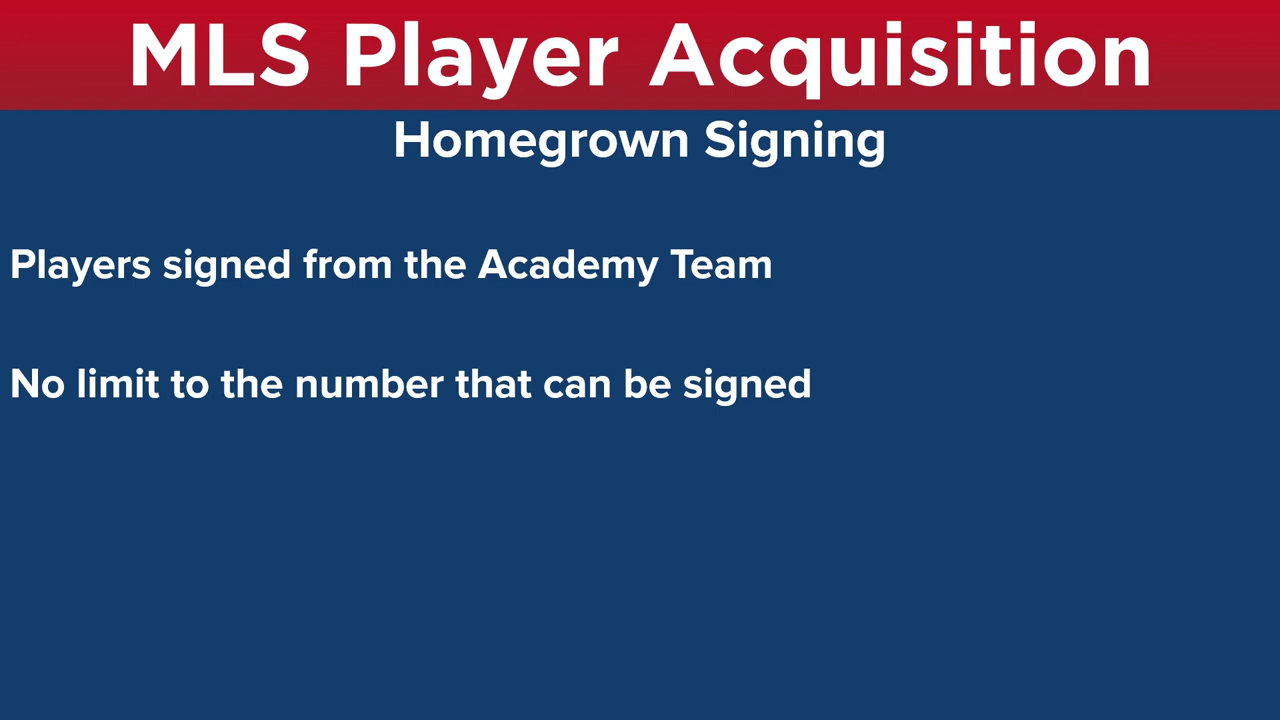 MLS Player Acquisition
Homegrown Signing
Players signed from the Academy Team
No limit to the number that can be signed